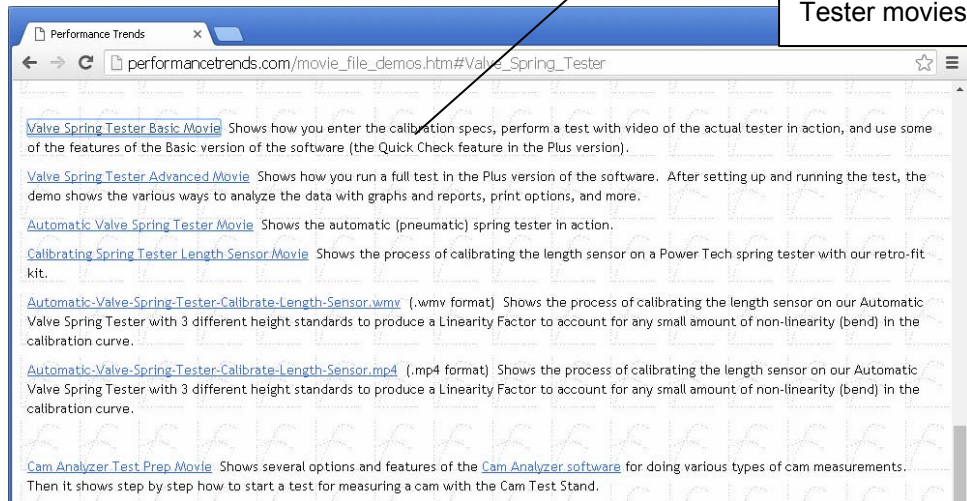 Tester movies
Performance Trends
performancetrends.com/movie_file_demos.htm#Valve_Spring_Tester
Valve Spring Tester Basic Movie Shows how you enter the calibration specs, perform a test with video of the actual tester in action, and use some
of the features of the Basic version of the software (the Quick Check feature in the Plus version).
Valve Spring Tester Advanced Movie Shows how you run a full test in the Plus version of the software. After setting up and running the test, the
demo shows the various ways to analyze the data with graphs and reports, print options, and more.
Automatic Valve Spring Tester Movie Shows the automatic (pneumatic) spring tester in action.
Calibrating Spring Tester Length Sensor Movie Shows the process of calibrating the length sensor on a Power Tech spring tester with our retro-fit
kit.
Automatic-Valve-Spring-Tester-Calibrate-Length-Sensor.wmv (.wmv format) Shows the process of calibrating the length sensor on our Automatic
Valve Spring Tester with 3 different height standards to produce a Linearity Factor to account for any small amount of non-linearity (bend) in the
calibration curve.
Automatic-Valve-Spring-Tester-Calibrate-Length-Sensor.mp4 (.mp4 format) Shows the process of calibrating the length sensor on our Automatic
Valve Spring Tester with 3 different height standards to produce a Linearity Factor to account for any small amount of non-linearity (bend) in the
calibration curve.
Cam Analyzer Test Prep Movie Shows several options and features of the Cam Analyzer software for doing various types of cam measurements.
Then it shows step by step how to start a test for measuring a cam with the Cam Test Stand.